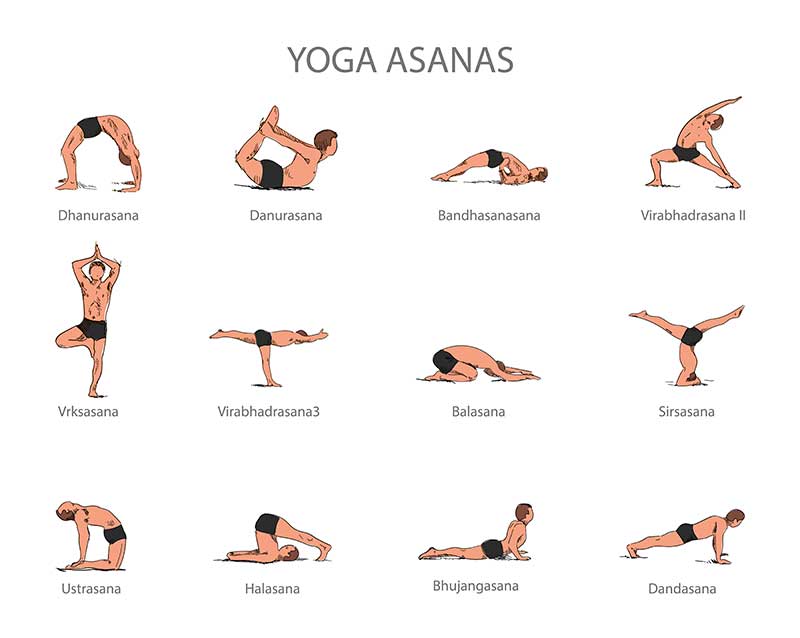 YOGA ASANAS
Dhanurasana
Danurasana
Bandhasanasana
Virabhadrasana II
Vrksasana
Virabhadrasana3
Balasana
Sirsasana
Ustrasana
Halasana
Bhujangasana
Dandasana